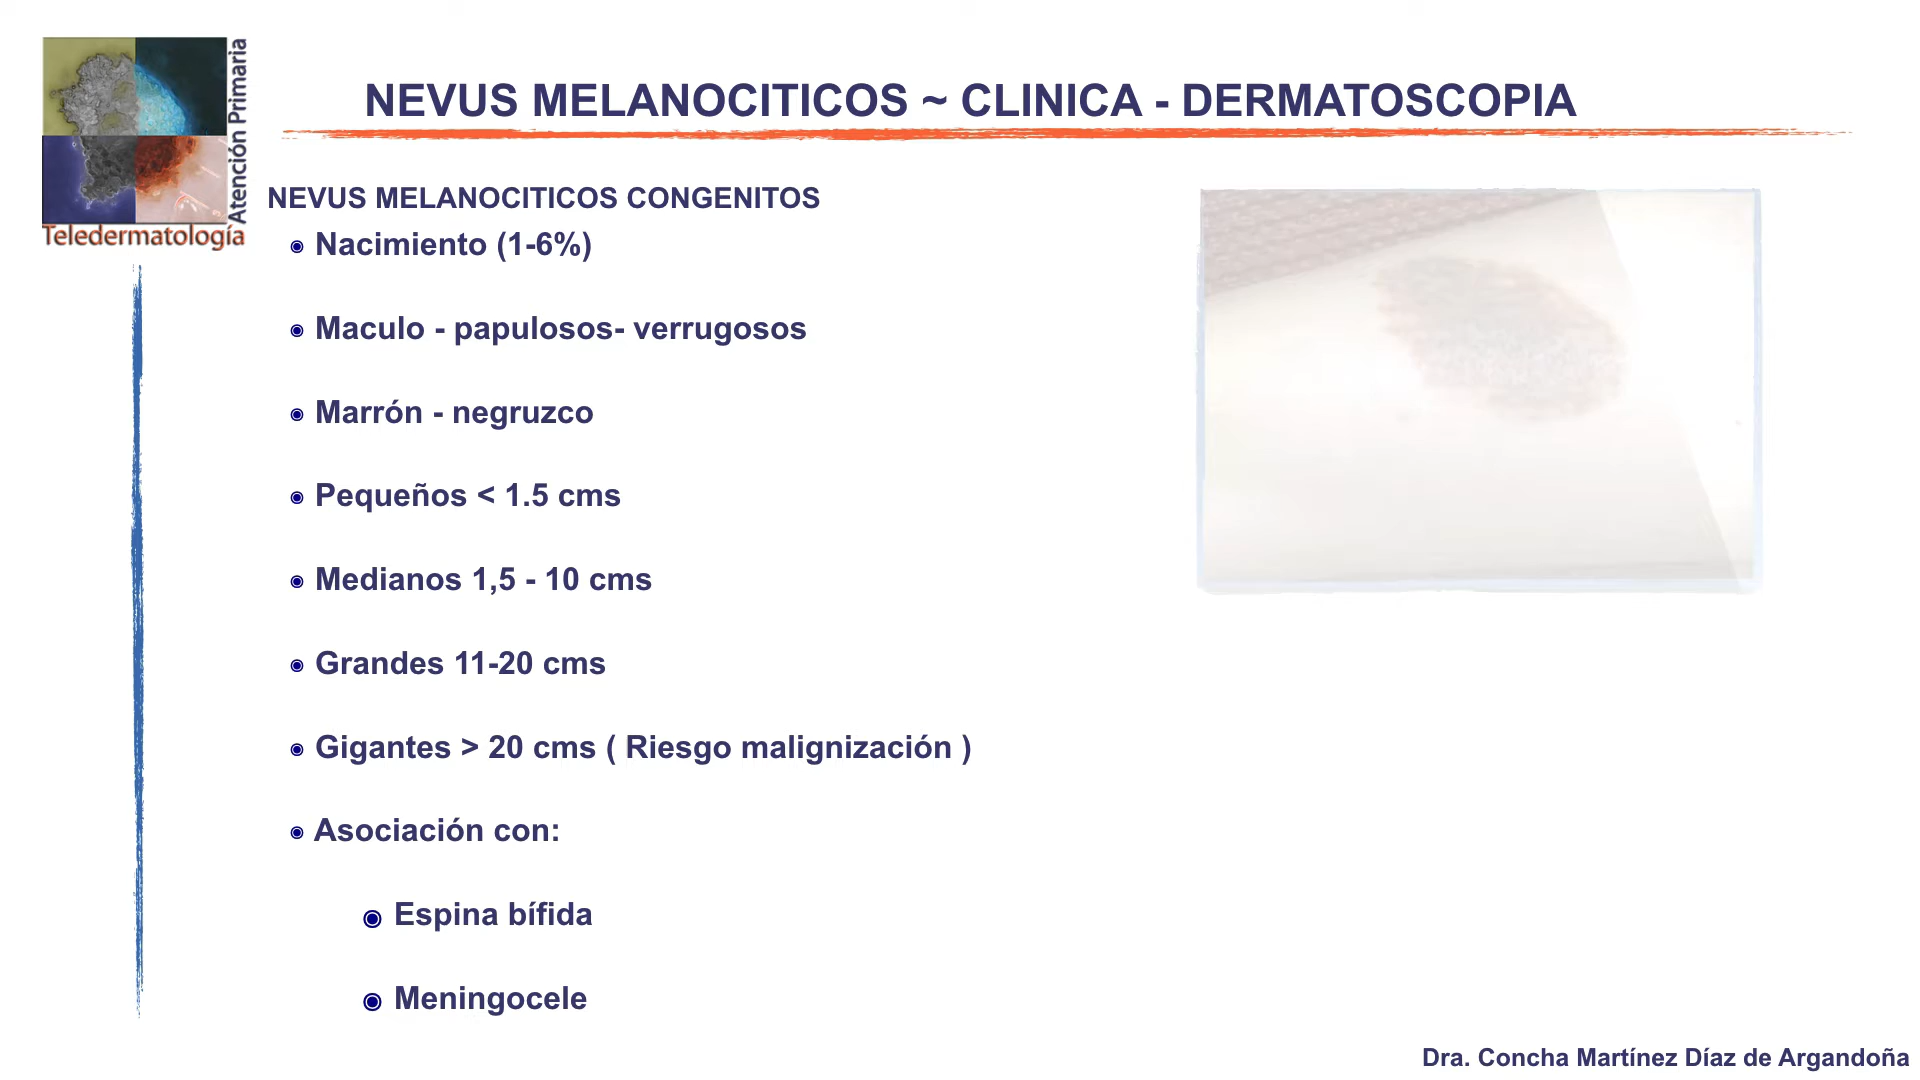 Atención Primaria
Teledermatología
NEVUS MELANOCITICOS ~ CLINICA - DERMATOSCOPIA
NEVUS MELANOCITICOS CONGENITOS
Nacimiento (1-6%)
Maculo - papulosos- verrugosos
Marrón - negruzco
Pequeños < 1.5 cms
Medianos 1,5 - 10 cms
Grandes 11-20 cms
Gigantes > 20 cms ( Riesgo malignización )
Asociación con:
Espina bífida
Meningocele
Dra. Concha Martínez Díaz de Argandoña